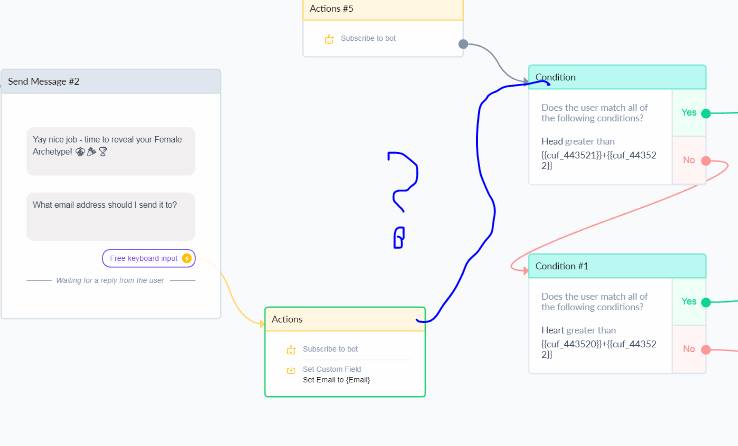 Actions #5
Subscribe to bot
Send Message #2
Yay nice job - time to reveal your Female
Archetype!
What email address should I send it to?
Free keyboard input
Waiting for a reply from the user
Actions
Subscribe to bot
Set Custom Field
Set Email to {Email}
?
Condition
Does the user match all of
the following conditions?
Head greater than
{{cuf_443521}}+{{cuf_44352
2}}
Yes
No
Condition #1
Does the user match all of
the following conditions?
Heart greater than
{{cuf_443520}}+{{cuf_44352
2}}
Yes
No